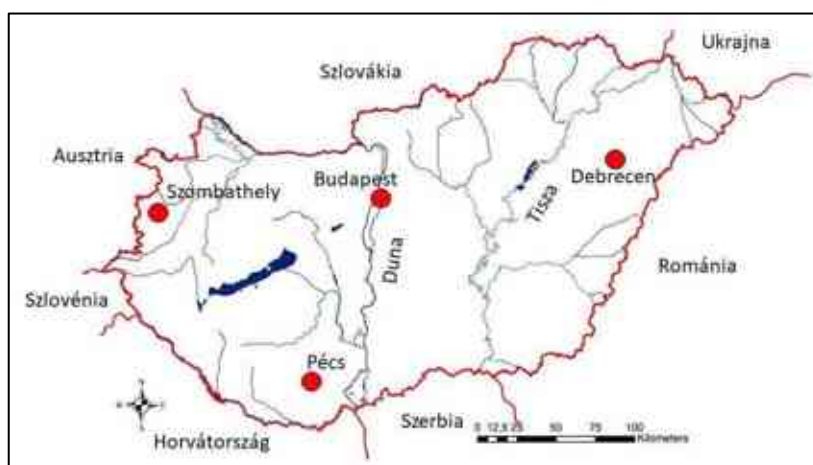 Ukrajna
Szlovákia
Ausztria
Szombathely
Budapest
Debrecen
Tisza
Duna
Románia
Szlovénia
Pécs
Szerbia
Horvátország
0 12,5 25 50 75 100
Kilometers